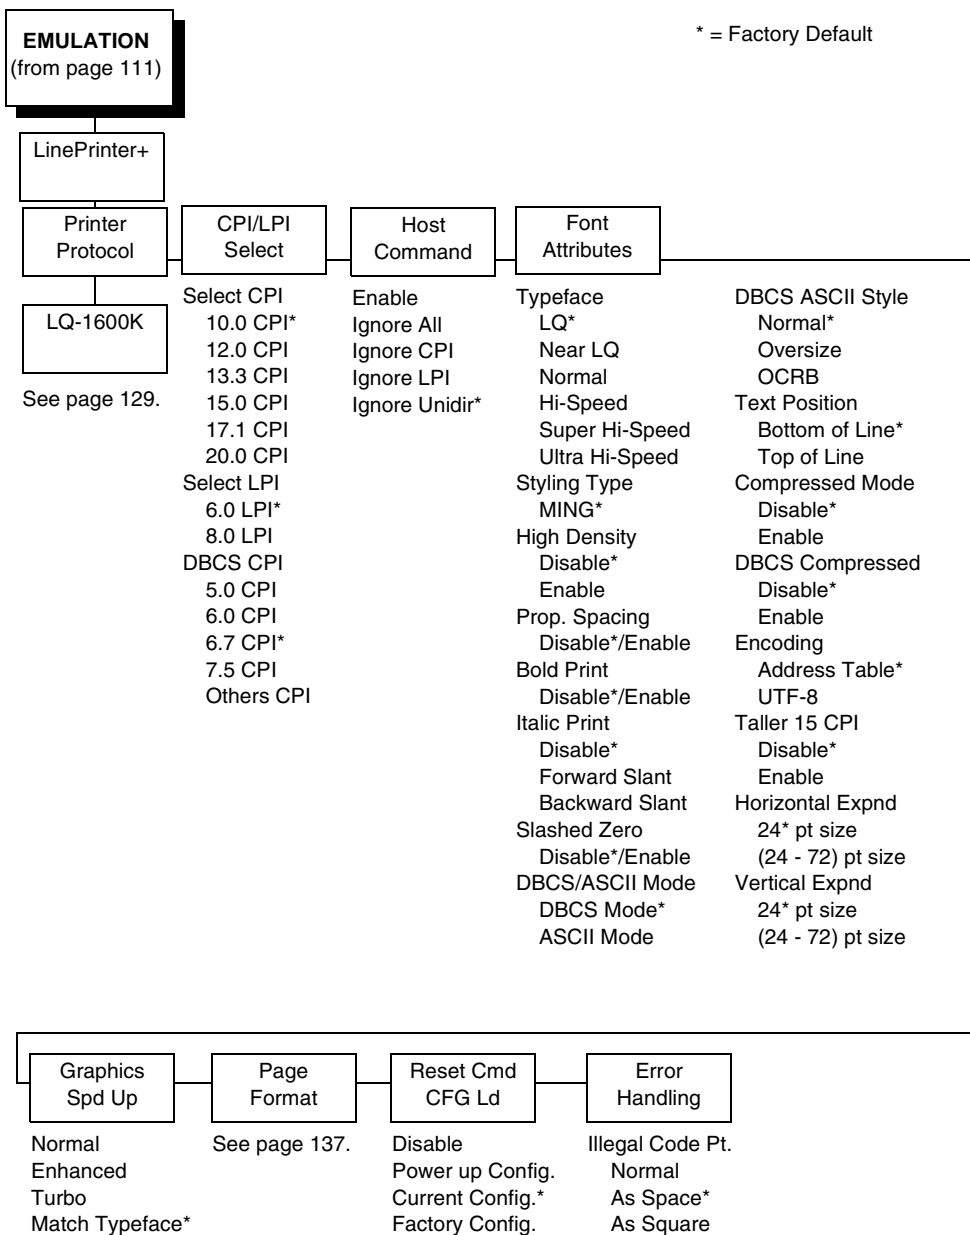 EMULATION
(from page 111)
* = Factory Default
LinePrinter+
Printer
Protocol
CPI/LPI
Select
Host
Command
Font
Attributes
LQ-1600K
See page 129.
Select CPI
10.0 CPI*
12.0 CPI
13.3 CPI
15.0 CPI
17.1 CPI
20.0 CPI
Select LPI
6.0 LPI*
8.0 LPI
DBCS CPI
5.0 CPI
6.0 CPI
6.7 CPI*
7.5 CPI
Others CPI
Enable
Ignore All
Ignore CPI
Ignore LPI
Ignore Unidir*
Typeface
LQ*
Near LQ
Normal
Hi-Speed
Super Hi-Speed
Ultra Hi-Speed
Styling Type
MING*
High Density
Disable*
Enable
Prop. Spacing
Disable*/Enable
Bold Print
Disable*/Enable
Italic Print
Disable*
Forward Slant
Backward Slant
Slashed Zero
Disable*/Enable
DBCS/ASCII Mode
DBCS Mode*
ASCII Mode
DBCS ASCII Style
Normal*
Oversize
OCRB
Text Position
Bottom of Line*
Top of Line
Compressed Mode
Disable*
Enable
DBCS Compressed
Disable*
Enable
Encoding
Address Table*
UTF-8
Taller 15 CPI
Disable*
Enable
Horizontal Expnd
24* pt size
(24 - 72) pt size
Vertical Expnd
24* pt size
(24 - 72) pt size
Graphics
Spd Up
Page
Format
Reset Cmd
CFG Ld
Error
Handling
Normal
Enhanced
Turbo
Match Typeface*
See page 137.
Disable
Power up Config.
Current Config.*
Factory Config.
Illegal Code Pt.
Normal
As Space*
As Square